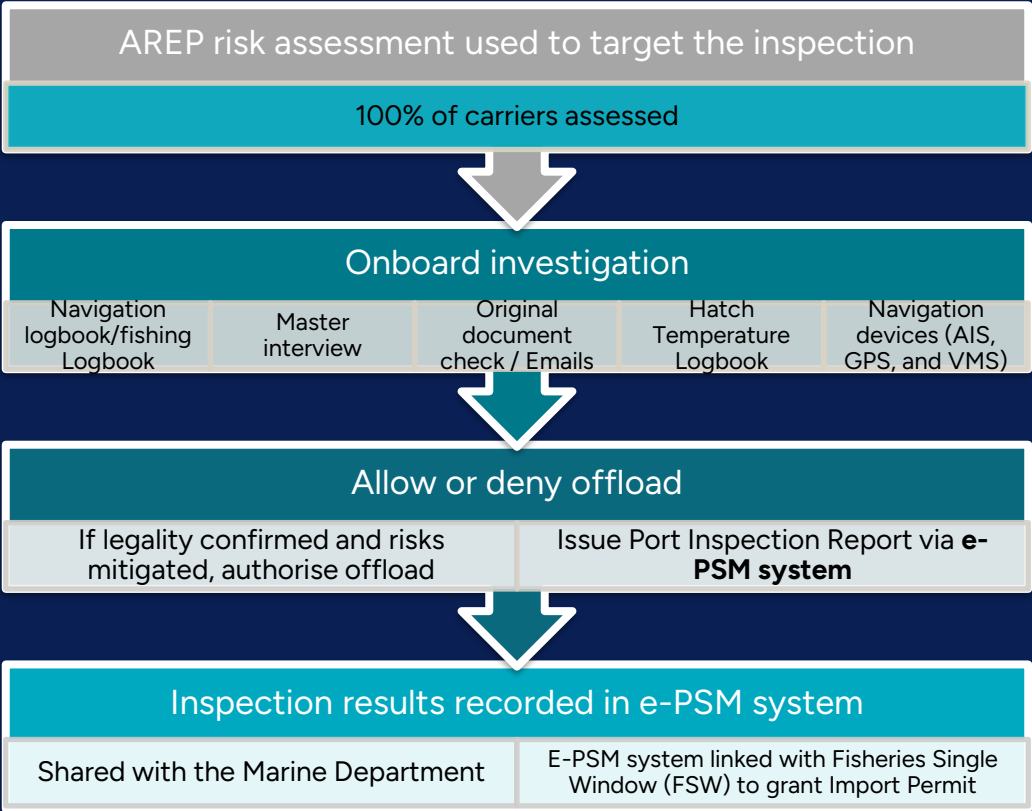 AREP risk assessment used to target the inspection
100% of carriers assessed
Onboard investigation
Navigation
logbook/fishing
Logbook
Master
interview
Original
document
check / Emails
Hatch
Temperature
Logbook
Navigation
devices (AIS,
GPS, and VMS)
Allow or deny offload
If legality confirmed and risks
mitigated, authorise offload
Issue Port Inspection Report via e-
PSM system
Inspection results recorded in e-PSM system
Shared with the Marine Department
E-PSM system linked with Fisheries Single
Window (FSW) to grant Import Permit